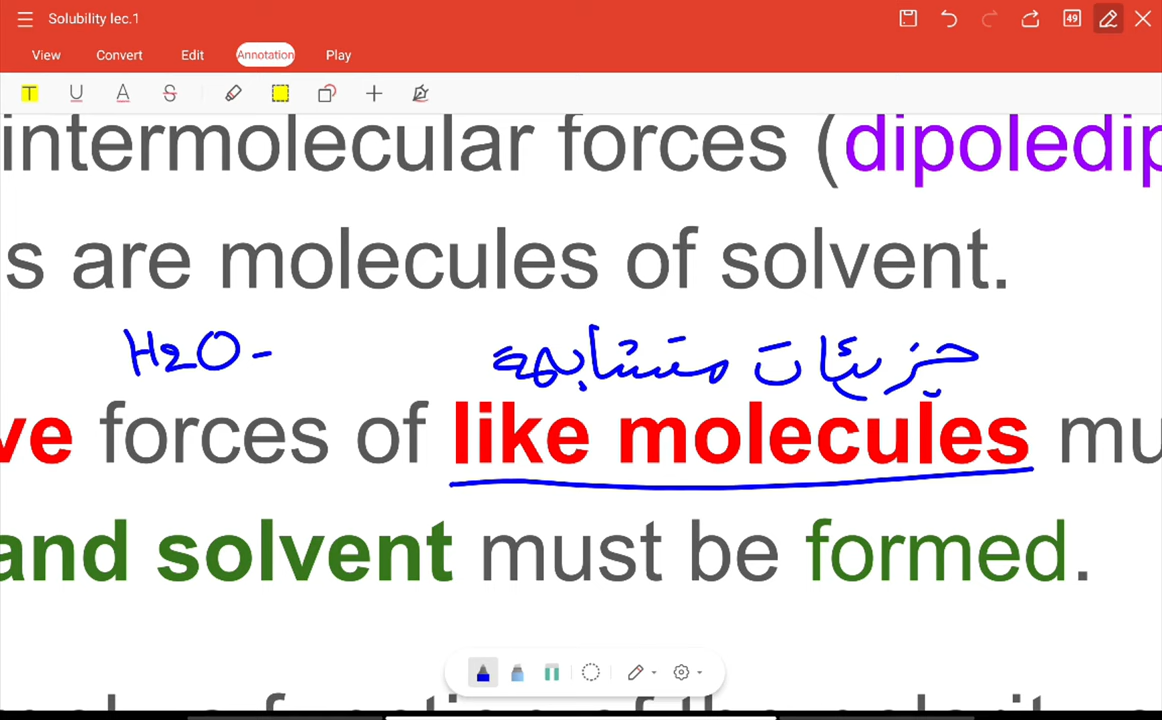 Solubility lec.1
49
View Convert Edit Annotation Play
T U A S
intermolecular forces (dipoledip
s are molecules of solvent.
H2O- جزيئات متشابهة
ve forces of like molecules mu
and solvent must be formed.